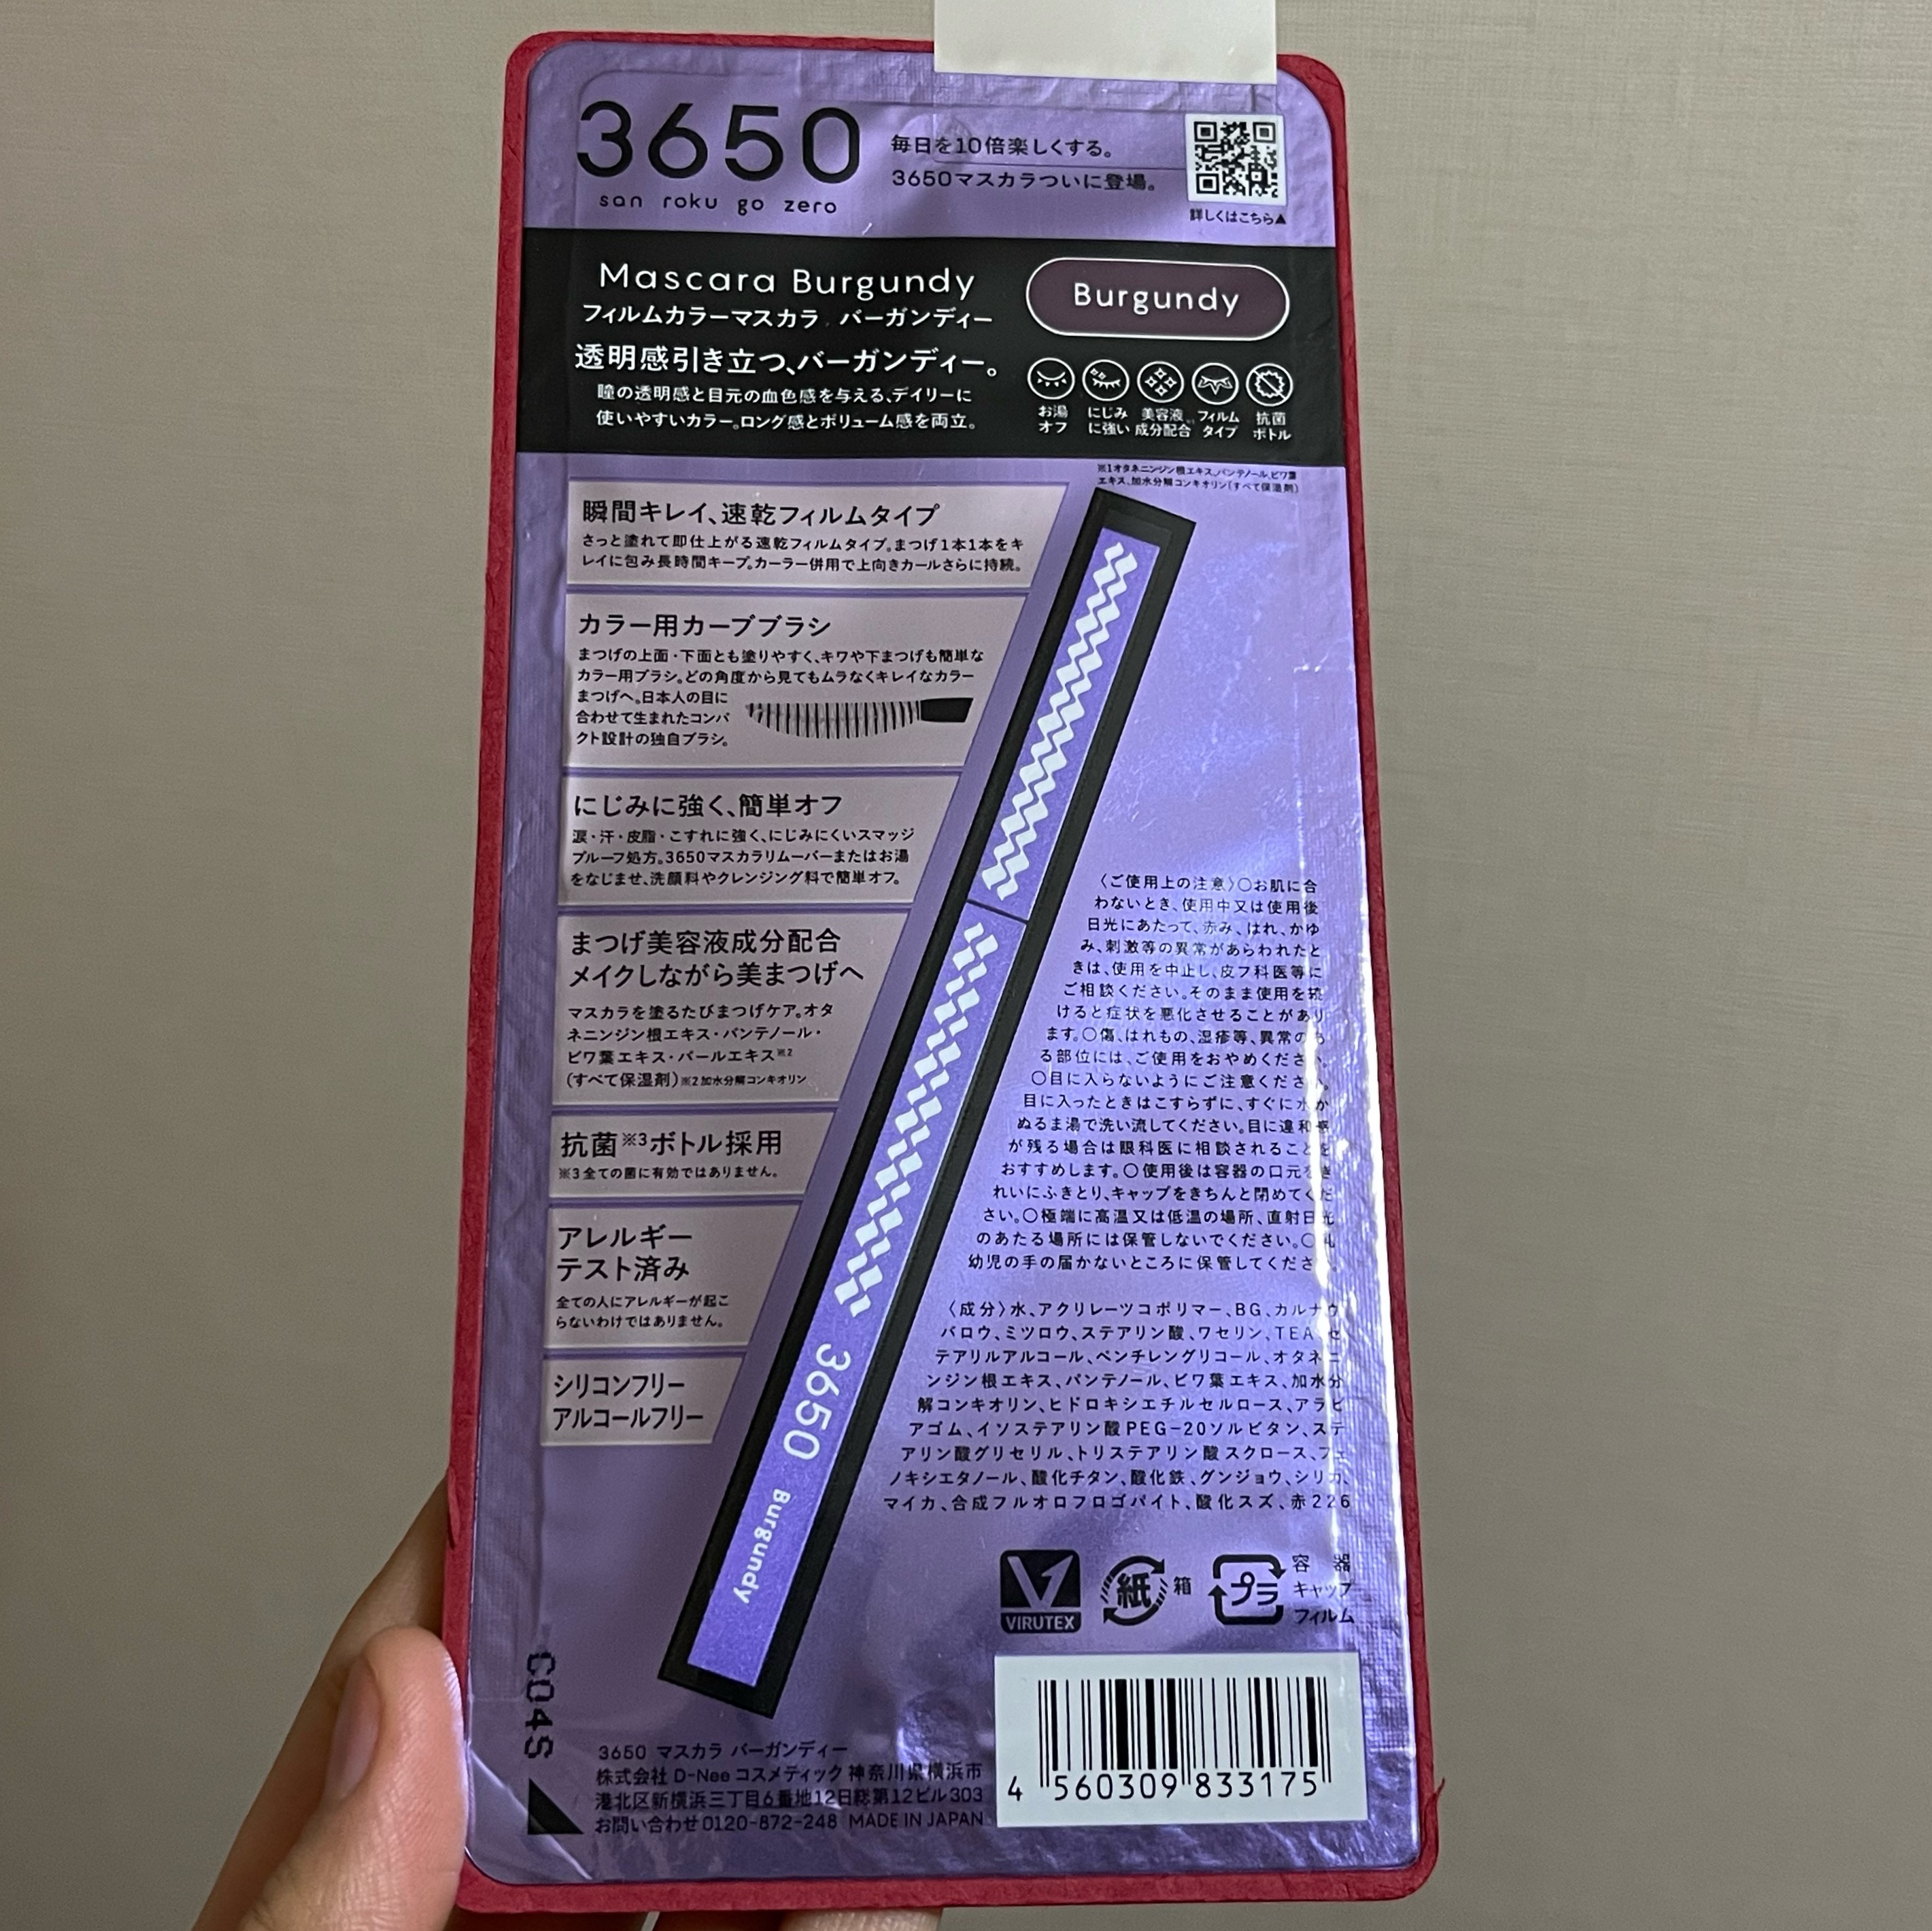 3650
san roku go zero
毎日を10倍楽しくする。
3650マスカラついに登場。
詳しくはこちら▲
Mascara Burgundy
フィルムカラーマスカラ バーガンディー
Burgundy
透明感引き立つ、バーガンディー。
瞳の透明感と目元の血色感を与える、デイリーに
使いやすいカラー。ロング感とボリューム感を両立。
お湯
オフ
にじみ
に強い
美容液
成分配合
フィルム
タイプ
抗菌
ボトル
※1オタネニンジン根エキス、パンテノール、ビワ葉
エキス、加水分解コンキオリン(すべて保湿剤)
瞬間キレイ、速乾フィルムタイプ
さっと塗れて即仕上がる速乾フィルムタイプ。まつげ1本1本をキ
レイに包み長時間キープ。カーラー併用で上向きカールさらに持続。
カラー用カーブブラシ
まつげの上面・下面とも塗りやすく、キワや下まつげも簡単な
カラー用ブラシ。どの角度から見てもムラなくキレイなカラー
まつげへ。日本人の目に
合わせて生まれたコンパ
クト設計の独自ブラシ。
にじみに強く、簡単オフ
涙・汗・皮脂・こすれに強く、にじみにくいスマッジ
プルーフ処方。3650マスカラリムーバーまたはお湯
をなじませ、洗顔料やクレンジング料で簡単オフ。
まつげ美容液成分配合
メイクしながら美まつげへ
マスカラを塗るたびまつげケア。オタ
ネニンジン根エキス・パンテノール・
ビワ葉エキス・パールエキス※2
(すべて保湿剤)※2加水分解コンキオリン
抗菌※3ボトル採用
※3全ての菌に有効ではありません。
アレルギー
テスト済み
全ての人にアレルギーが起こ
らないわけではありません。
シリコンフリー
アルコールフリー
3650 Burgundy
〈ご使用上の注意〉○お肌に合
わないとき、使用中又は使用後
日光にあたって、赤み、はれ、かゆ
み、刺激等の異常があらわれたと
きは、使用を中止し、皮フ科医等に
ご相談ください。そのまま使用を続
けると症状を悪化させることがあり
ます。○傷、はれもの、湿疹等、異常の
る部位には、ご使用をおやめくださ
○目に入らないようにご注意くださ
目に入ったときはこすらずに、すぐに水か
ぬるま湯で洗い流してください。目に違和感
が残る場合は眼科医に相談されることを
おすすめします。○使用後は容器の口元をき
れいにふきとり、キャップをきちんと閉めてくだ
さい。○極端に高温又は低温の場所、直射日光
のあたる場所には保管しないでください。○乳
幼児の手の届かないところに保管してくださ
〈成分〉水、アクリレーツコポリマー、BG、カルナウ
バロウ、ミツロウ、ステアリン酸、ワセリン、TEA、セ
テアリルアルコール、ペンチレングリコール、オタネニ
ンジン根エキス、パンテノール、ビワ葉エキス、加水分
解コンキオリン、ヒドロキシエチルセルロース、アラビ
アゴム、イソステアリン酸PEG-20ソルビタン、ステ
アリン酸グリセリル、トリステアリン酸スクロース、フェ
ノキシエタノール、酸化チタン、酸化鉄、グンジョウ、シリカ、
マイカ、合成フルオロフロゴパイト、酸化スズ、赤226
VIRUTEX
紙 箱
プラ
容器
キャップ
フィルム
C04S
3650 マスカラ バーガンディー
株式会社 D-Nee コスメティック 神奈川県横浜市
港北区新横浜三丁目6番地12日総第12ビル303
お問い合わせ0120-872-248 MADE IN JAPAN
4 560309 833175